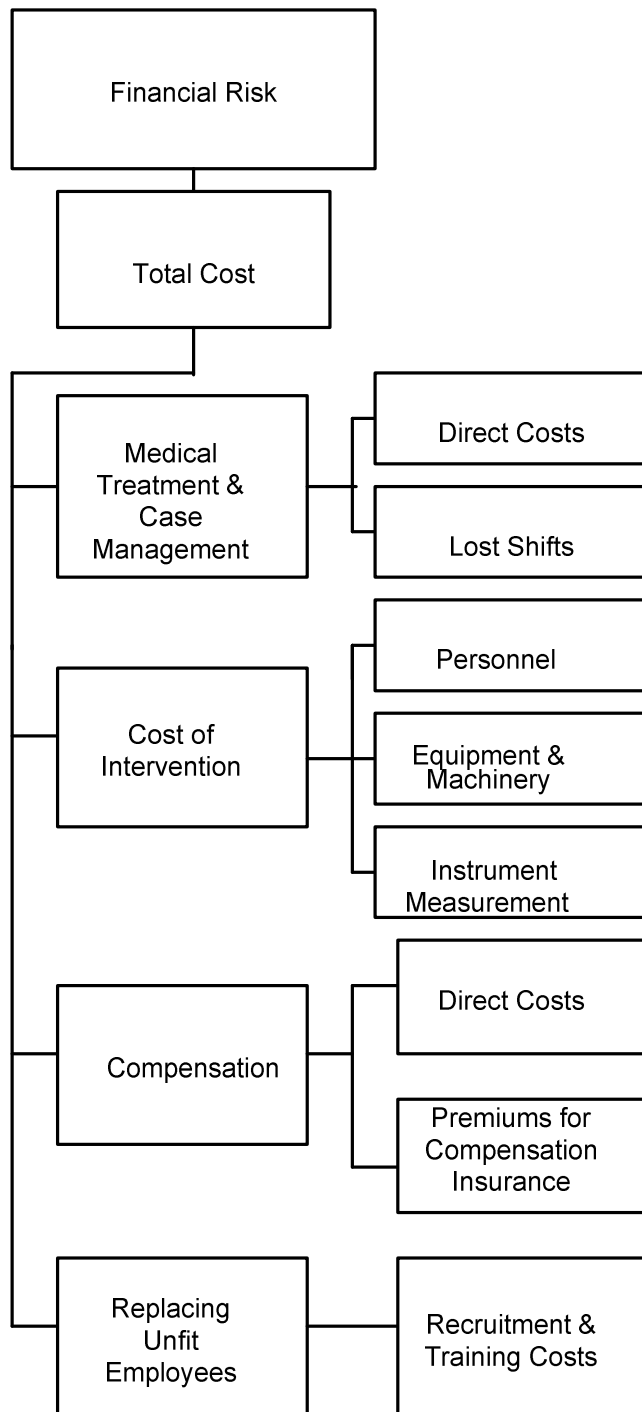 Financial Risk
Total Cost
Medical
Treatment &
Case
Management
Direct Costs
Lost Shifts
Cost of
Intervention
Personnel
Equipment &
Machinery
Instrument
Measurement
Compensation
Direct Costs
Premiums for
Compensation
Insurance
Replacing
Unfit
Employees
Recruitment &
Training Costs